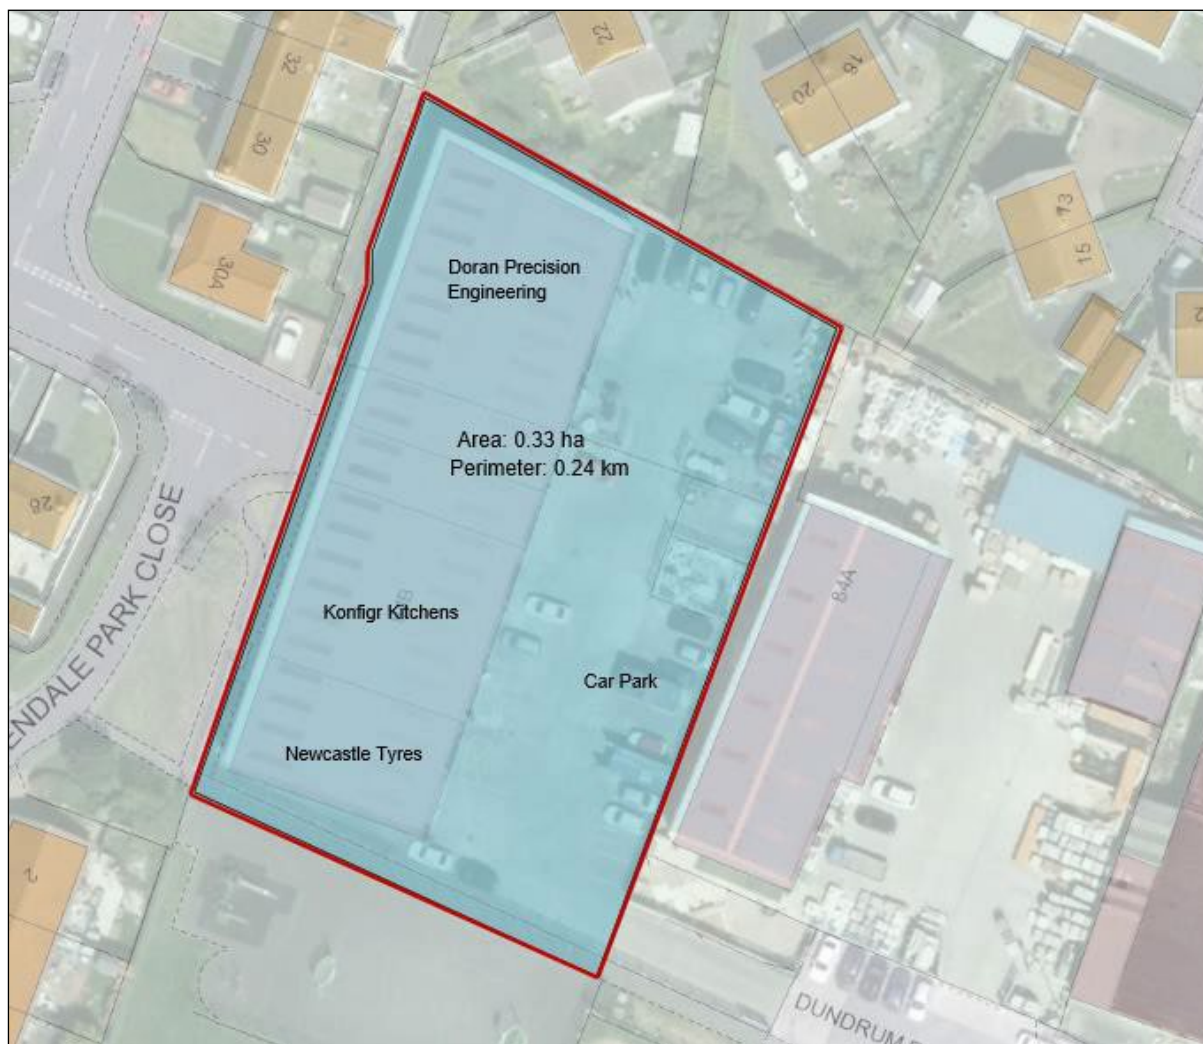 32
22
18
20
30
13
15
30A
Doran Precision
Engineering
Area: 0.33 ha
Perimeter: 0.24 km
28
84A
ENDALE PARK CLOSE
Konfigr Kitchens
Car Park
Newcastle Tyres
2
DUNDRUM